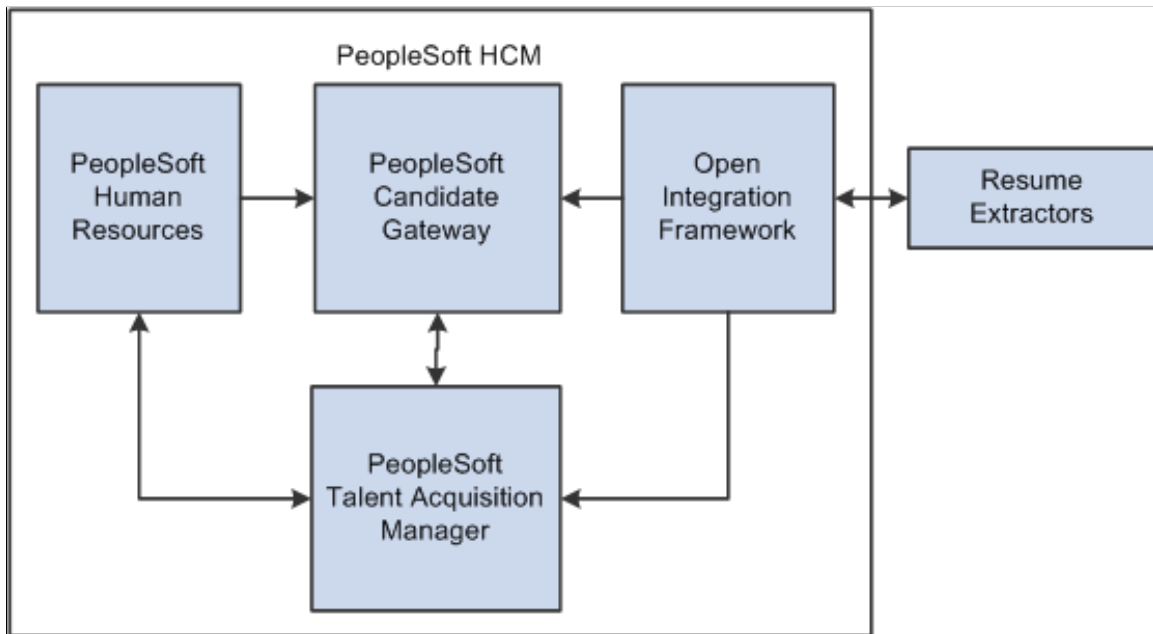 PeopleSoft HCM
PeopleSoft
Human
Resources
PeopleSoft
Candidate
Gateway
Open
Integration
Framework
Resume
Extractors
PeopleSoft
Talent Acquisition
Manager